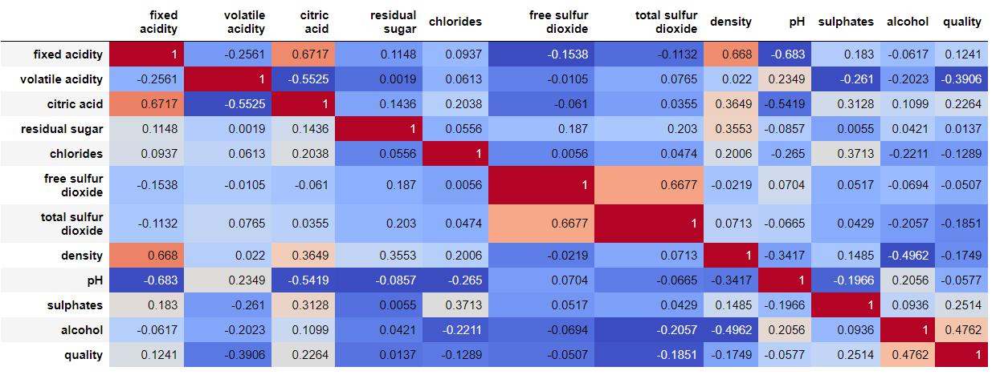 fixed acidity volatile acidity citric acid residual sugar chlorides free sulfur dioxide total sulfur dioxide density pH sulphates alcohol quality
fixed acidity 1 -0.2561 0.6717 0.1148 0.0937 -0.1538 -0.1132 0.668 -0.683 0.183 -0.0617 0.1241
volatile acidity -0.2561 1 -0.5525 0.0019 0.0613 -0.0105 0.0765 0.022 0.2349 -0.261 -0.2023 -0.3906
citric acid 0.6717 -0.5525 1 0.1436 0.2038 -0.061 0.0355 0.3649 -0.5419 0.3128 0.1099 0.2264
residual sugar 0.1148 0.0019 0.1436 1 0.0556 0.187 0.203 0.3553 -0.0857 0.0055 0.0421 0.0137
chlorides 0.0937 0.0613 0.2038 0.0556 1 0.0056 0.0474 0.2006 -0.265 0.3713 -0.2211 -0.1289
free sulfur dioxide -0.1538 -0.0105 -0.061 0.187 0.0056 1 0.6677 -0.0219 0.0704 0.0517 -0.0694 -0.0507
total sulfur dioxide -0.1132 0.0765 0.0355 0.203 0.0474 0.6677 1 0.0713 -0.0665 0.0429 -0.2057 -0.1851
density 0.668 0.022 0.3649 0.3553 0.2006 -0.0219 0.0713 1 -0.3417 0.1485 -0.4962 -0.1749
pH -0.683 0.2349 -0.5419 -0.0857 -0.265 0.0704 -0.0665 -0.3417 1 -0.1966 0.2056 -0.0577
sulphates 0.183 -0.261 0.3128 0.0055 0.3713 0.0517 0.0429 0.1485 -0.1966 1 0.0936 0.2514
alcohol -0.0617 -0.2023 0.1099 0.0421 -0.2211 -0.0694 -0.2057 -0.4962 0.2056 0.0936 1 0.4762
quality 0.1241 -0.3906 0.2264 0.0137 -0.1289 -0.0507 -0.1851 -0.1749 -0.0577 0.2514 0.4762 1